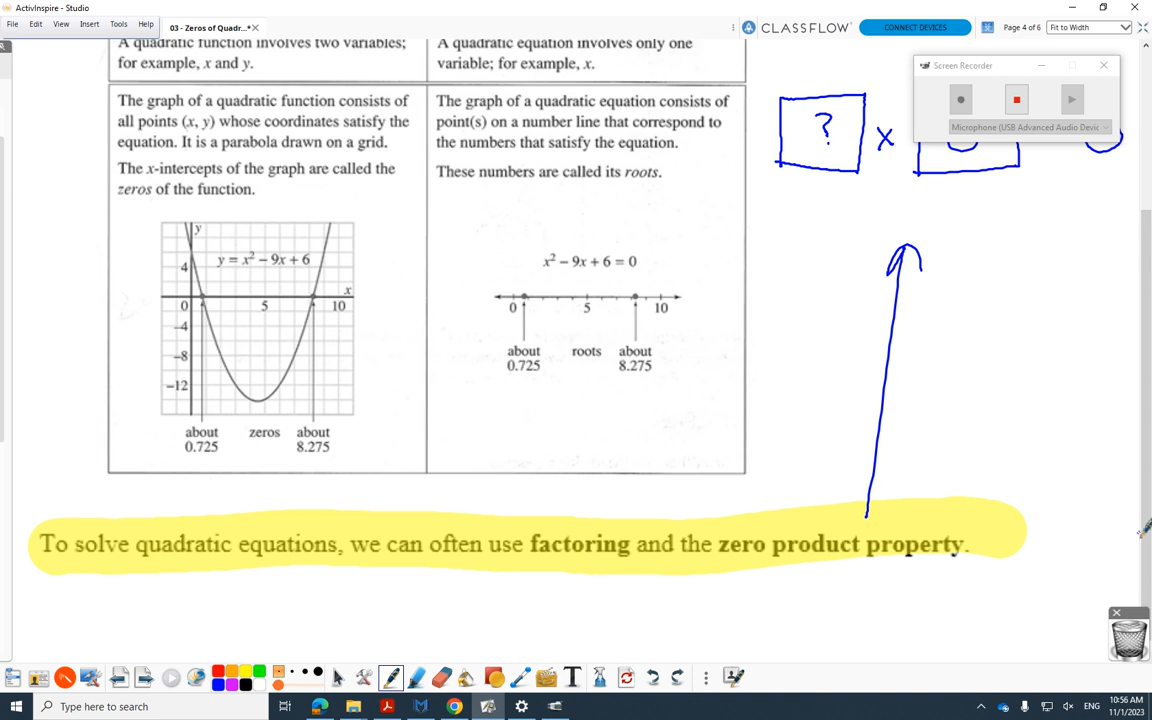 ActivInspire - Studio
File Edit View Insert Tools Help
03 - Zeros of Quadr...*
CLASSFLOW
CONNECT DEVICES
Page 4 of 6
Fit to Width
Screen Recorder
Microphone (USB Advanced Audio Devic
A quadratic function involves two variables;
for example, x and y.
A quadratic equation involves only one
variable; for example, x.
The graph of a quadratic function consists of
all points (x, y) whose coordinates satisfy the
equation. It is a parabola drawn on a grid.
The x-intercepts of the graph are called the
zeros of the function.
y
y = x² − 9x + 6
x
4
0 5 10
−4
−8
−12
about zeros about
0.725 8.275
The graph of a quadratic equation consists of
point(s) on a number line that correspond to
the numbers that satisfy the equation.
These numbers are called its roots.
x² − 9x + 6 = 0
0 5 10
about roots about
0.725 8.275
? x
To solve quadratic equations, we can often use factoring and the zero product property.
T
Type here to search
ENG
10:56 AM
11/1/2023